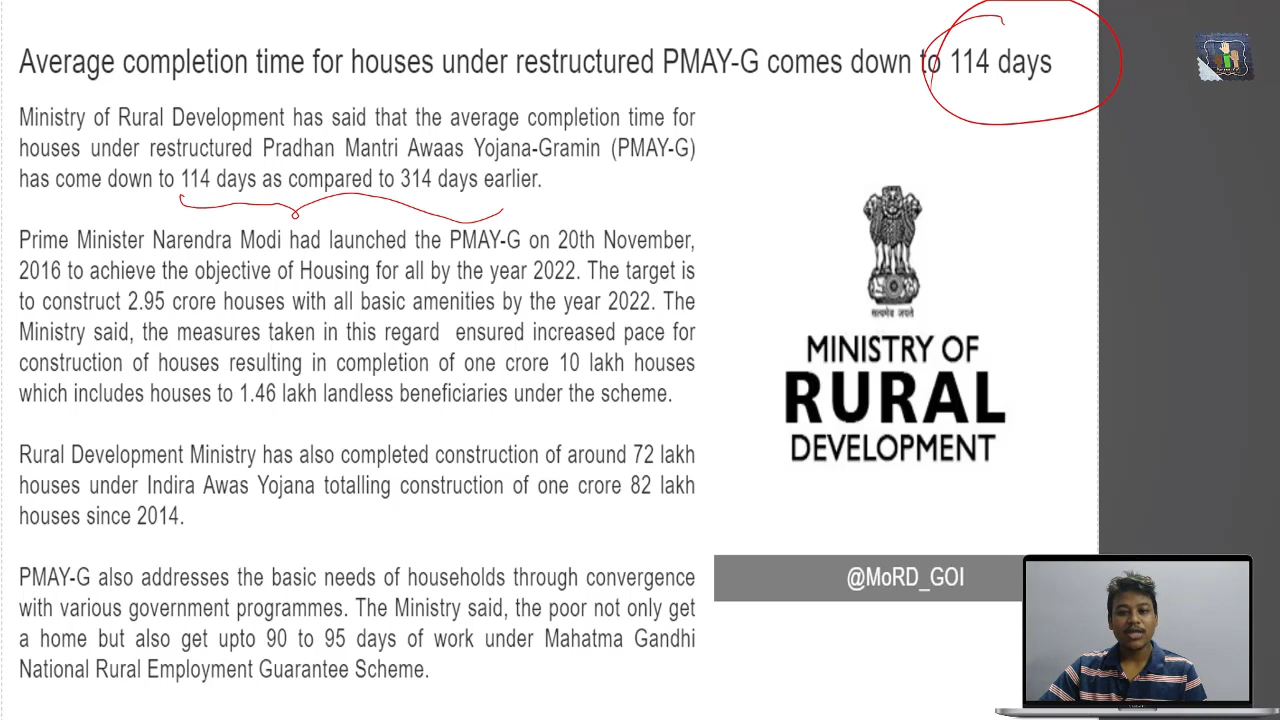 Average completion time for houses under restructured PMAY-G comes down to 114 days
Ministry of Rural Development has said that the average completion time for
houses under restructured Pradhan Mantri Awaas Yojana-Gramin (PMAY-G)
has come down to 114 days as compared to 314 days earlier.
Prime Minister Narendra Modi had launched the PMAY-G on 20th November,
2016 to achieve the objective of Housing for all by the year 2022. The target is
to construct 2.95 crore houses with all basic amenities by the year 2022. The
Ministry said, the measures taken in this regard ensured increased pace for
construction of houses resulting in completion of one crore 10 lakh houses
which includes houses to 1.46 lakh landless beneficiaries under the scheme.
Rural Development Ministry has also completed construction of around 72 lakh
houses under Indira Awas Yojana totalling construction of one crore 82 lakh
houses since 2014.
PMAY-G also addresses the basic needs of households through convergence
with various government programmes. The Ministry said, the poor not only get
a home but also get upto 90 to 95 days of work under Mahatma Gandhi
National Rural Employment Guarantee Scheme.
सत्यमेव जयते
MINISTRY OF
RURAL
DEVELOPMENT
@MoRD_GOI